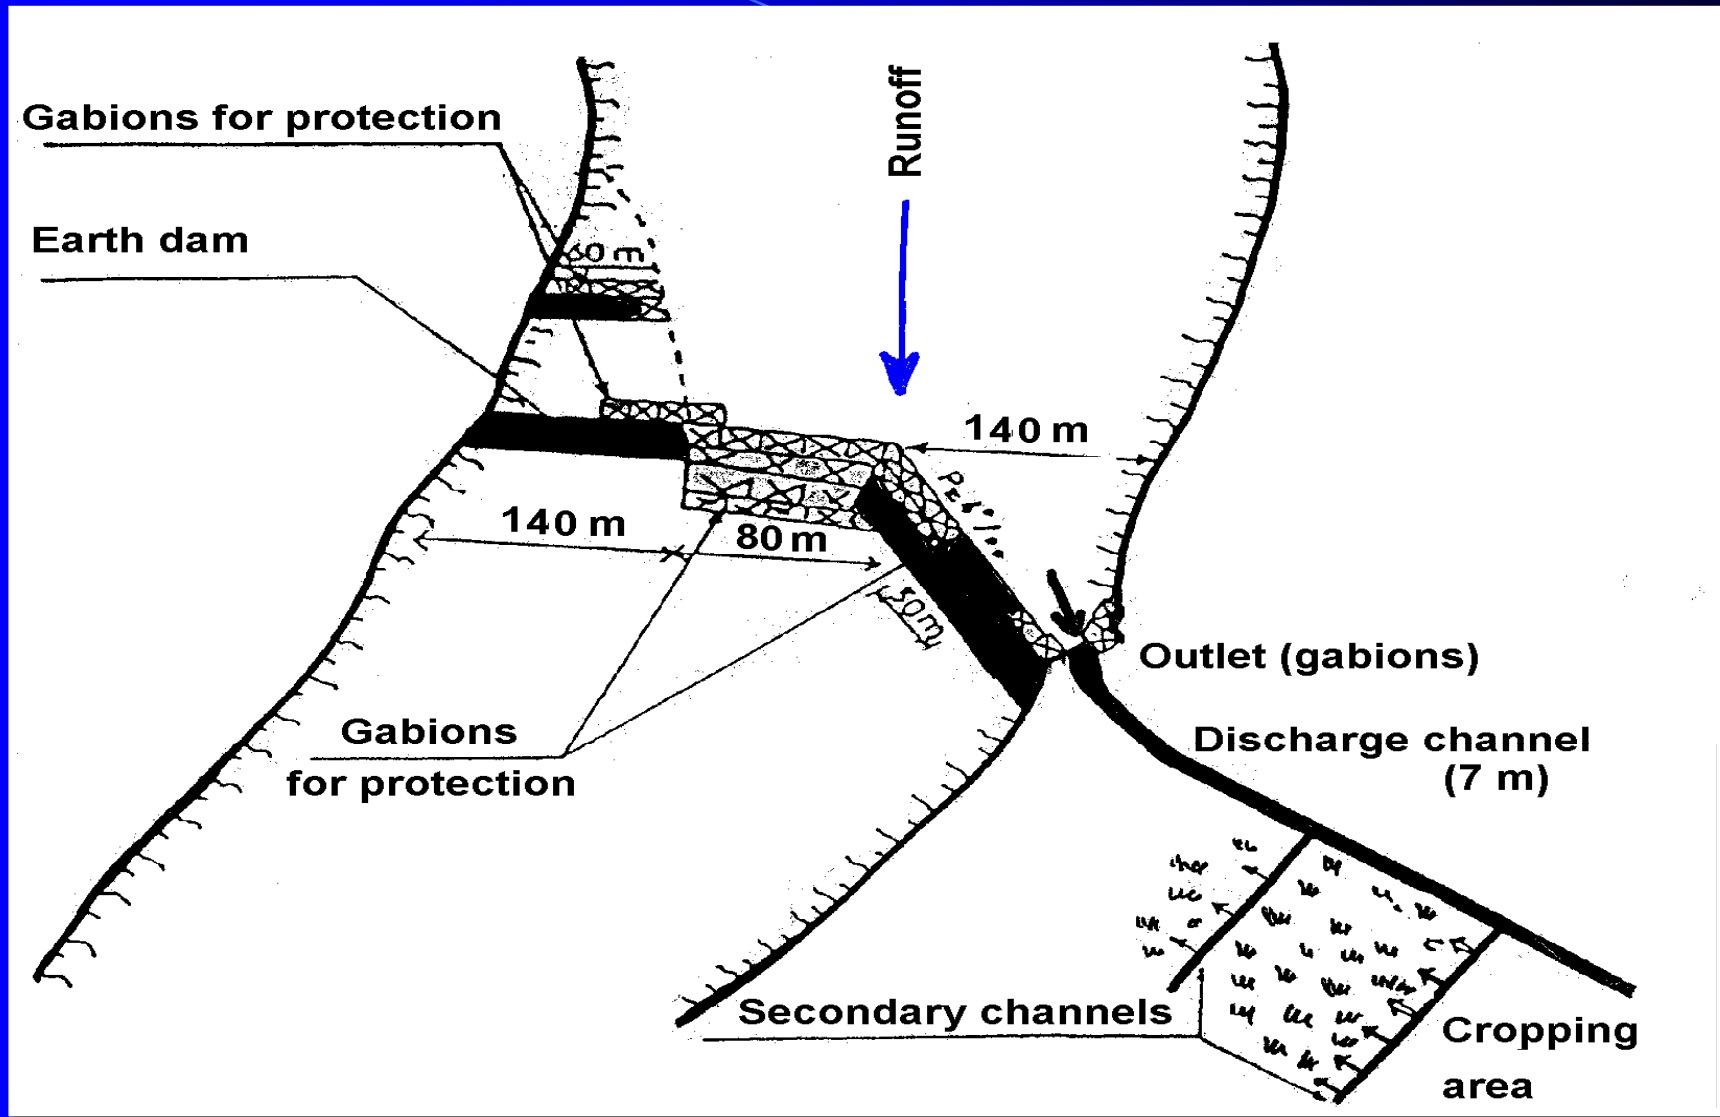 Runoff
Gabions for protection
Earth dam
140 m
140 m
80 m
50m
Outlet (gabions)
Gabions
for protection
Discharge channel
(7 m)
Secondary channels
Cropping
area